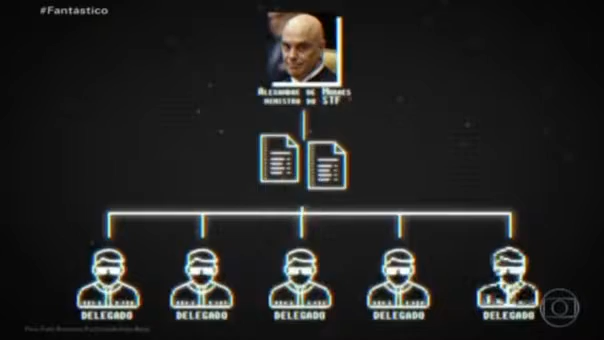 #Fantástico
ALEXANDRE DE MORAES
MINISTRO DO STF
DELEGADO
DELEGADO
DELEGADO
DELEGADO
DELEGADO